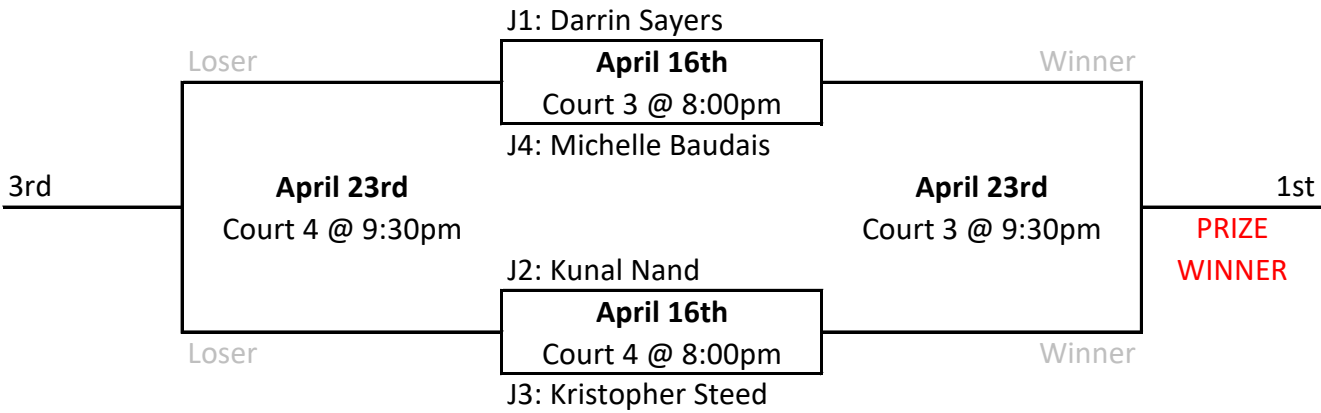 J1: Darrin Sayers
Loser
April 16th
Winner
Court 3 @ 8:00pm
J4: Michelle Baudais
3rd
April 23rd
April 23rd
1st
Court 4 @ 9:30pm
Court 3 @ 9:30pm
PRIZE
WINNER
J2: Kunal Nand
April 16th
Loser
Court 4 @ 8:00pm
Winner
J3: Kristopher Steed